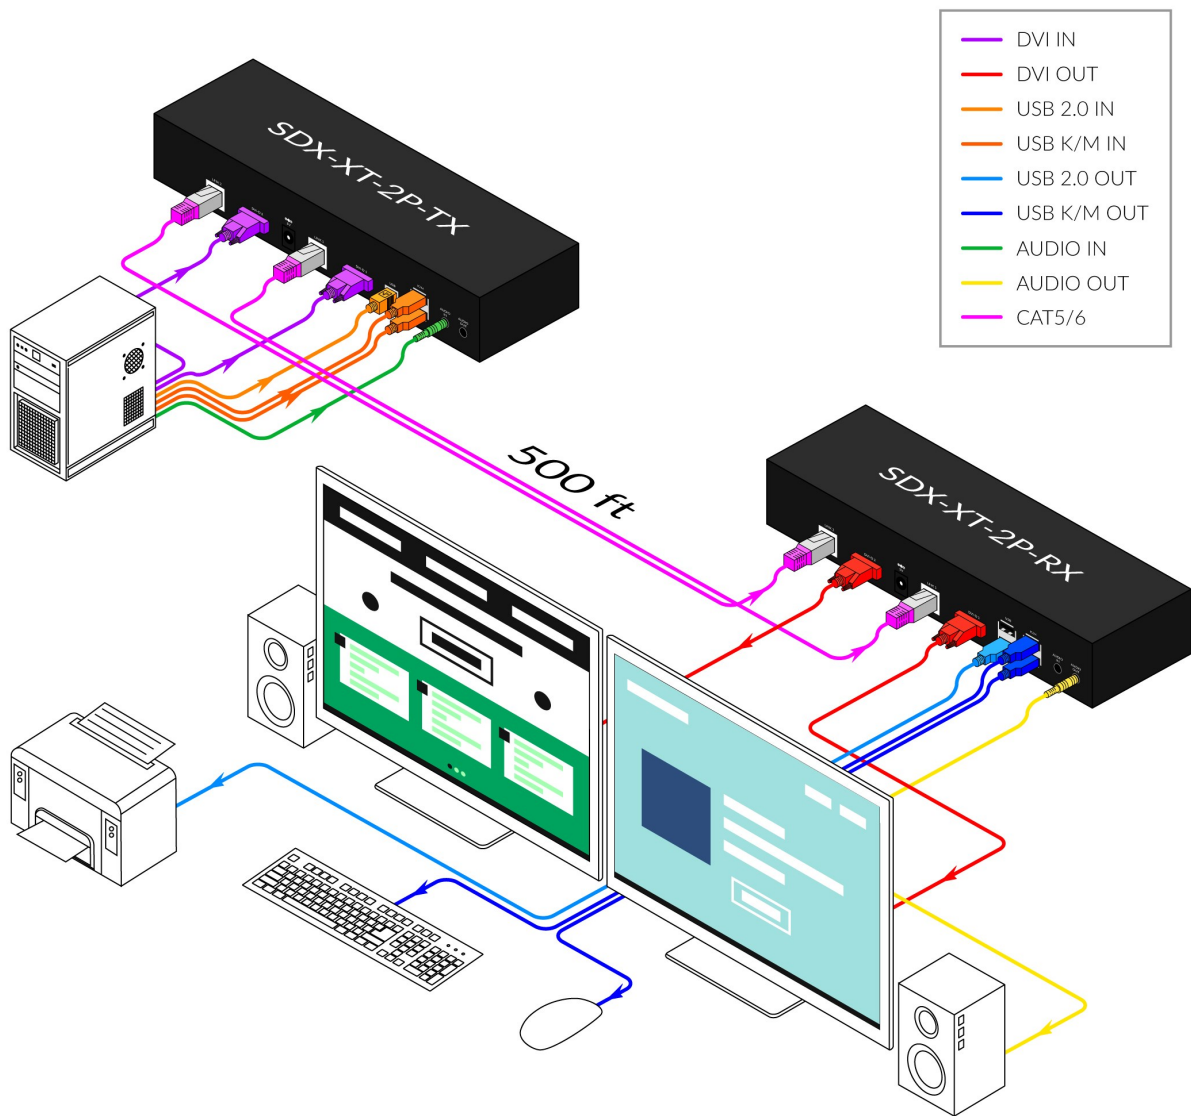 DVI IN
DVI OUT
USB 2.0 IN
USB K/M IN
USB 2.0 OUT
USB K/M OUT
AUDIO IN
AUDIO OUT
CAT5/6
SDX-XT-2P-TX
500 ft
SDX-XT-2P-RX